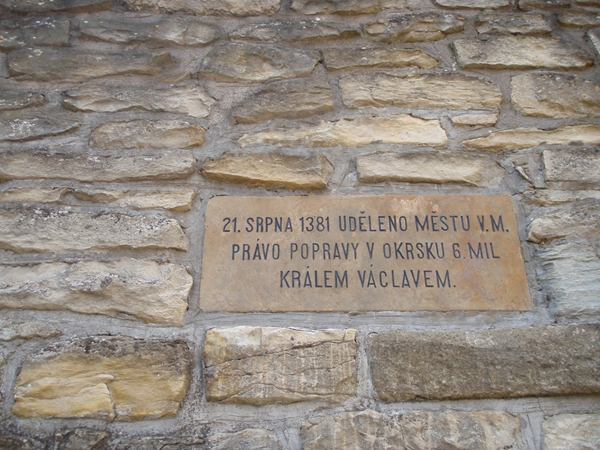 21. SRPNA 1381 UDĚLENO MĚSTU V.M.
PRÁVO POPRAVY V OKRSKU 6. MIL
KRÁLEM VÁCLAVEM.